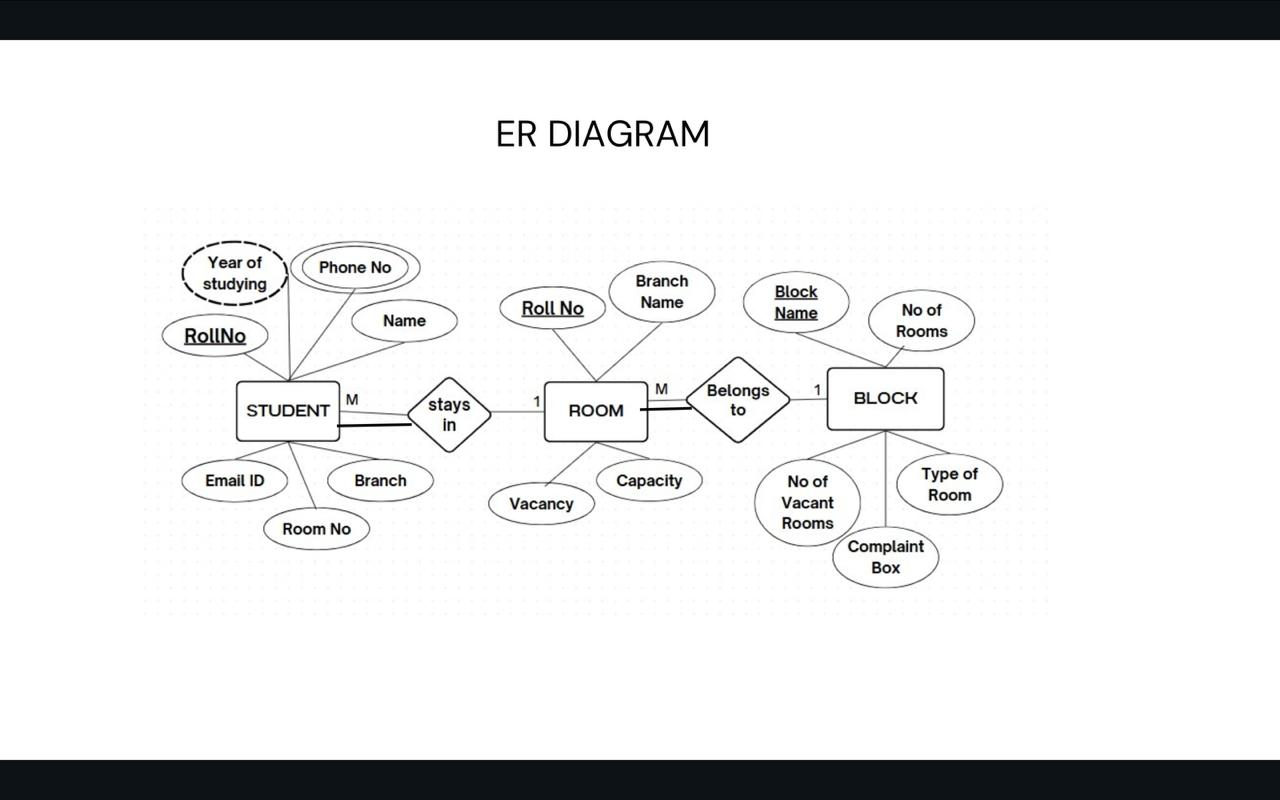 ER DIAGRAM
Year of
studying
Phone No
RollNo
Name
STUDENT
M
stays
in
1
Email ID
Branch
Room No
Roll No
Branch
Name
ROOM
M
Belongs
to
1
Vacancy
Capacity
Block
Name
No of
Rooms
BLOCK
No of
Vacant
Rooms
Type of
Room
Complaint
Box